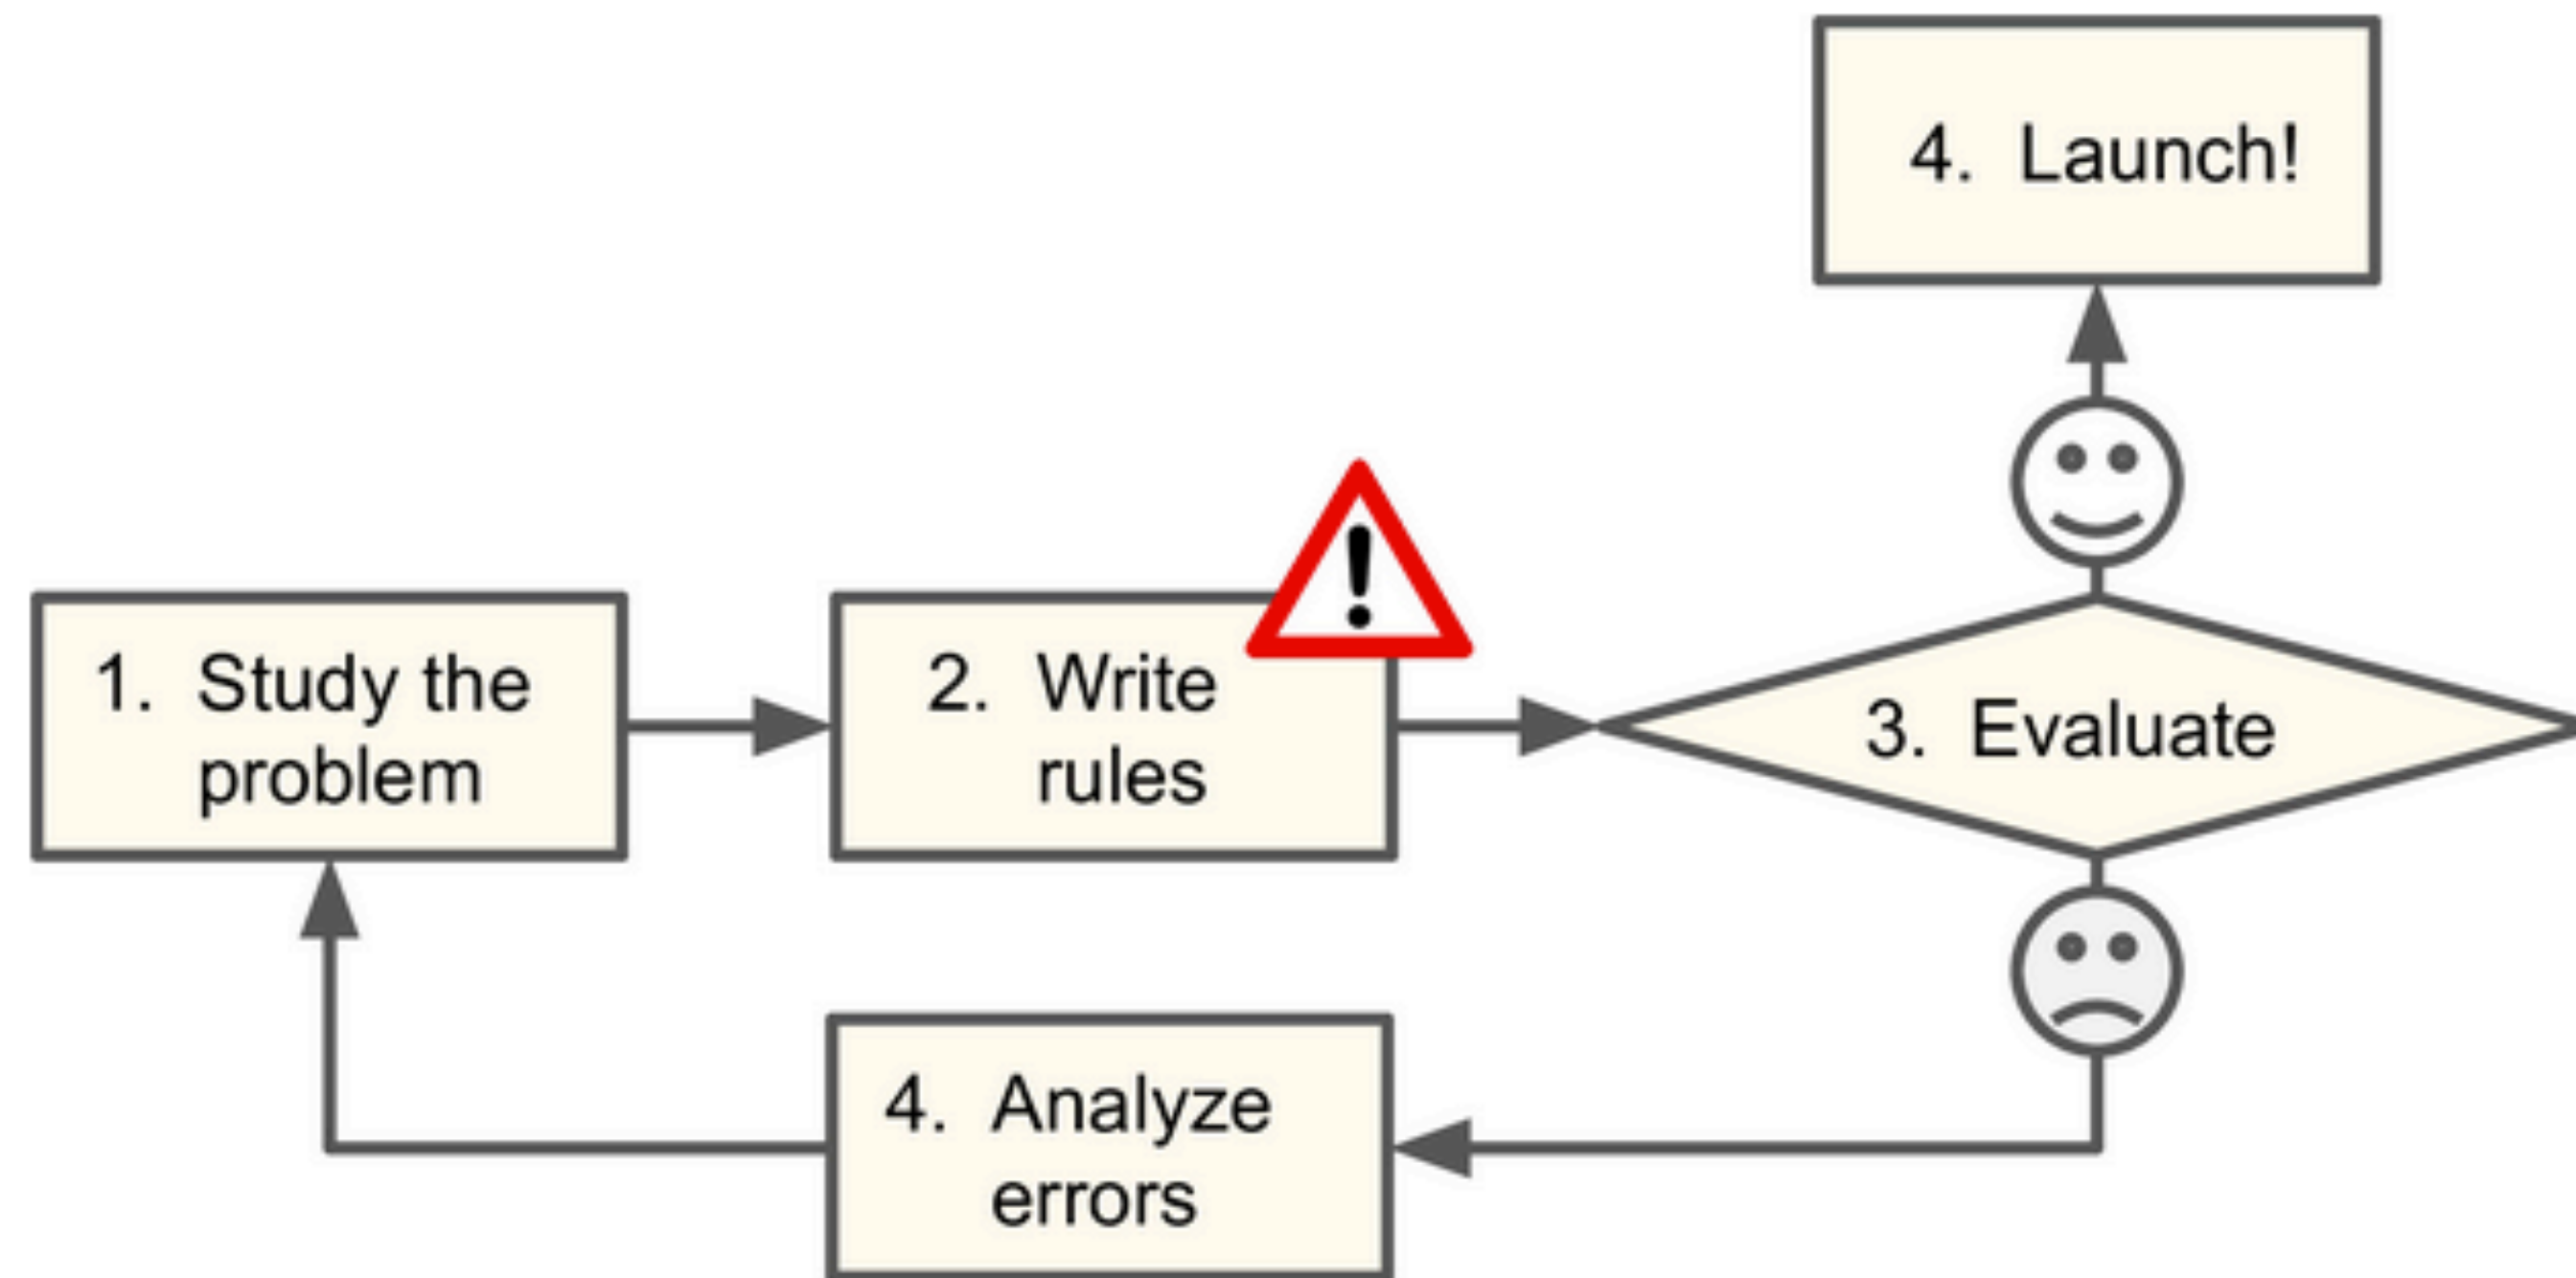 4. Launch!
!
1. Study the
problem
2. Write
rules
3. Evaluate
4. Analyze
errors